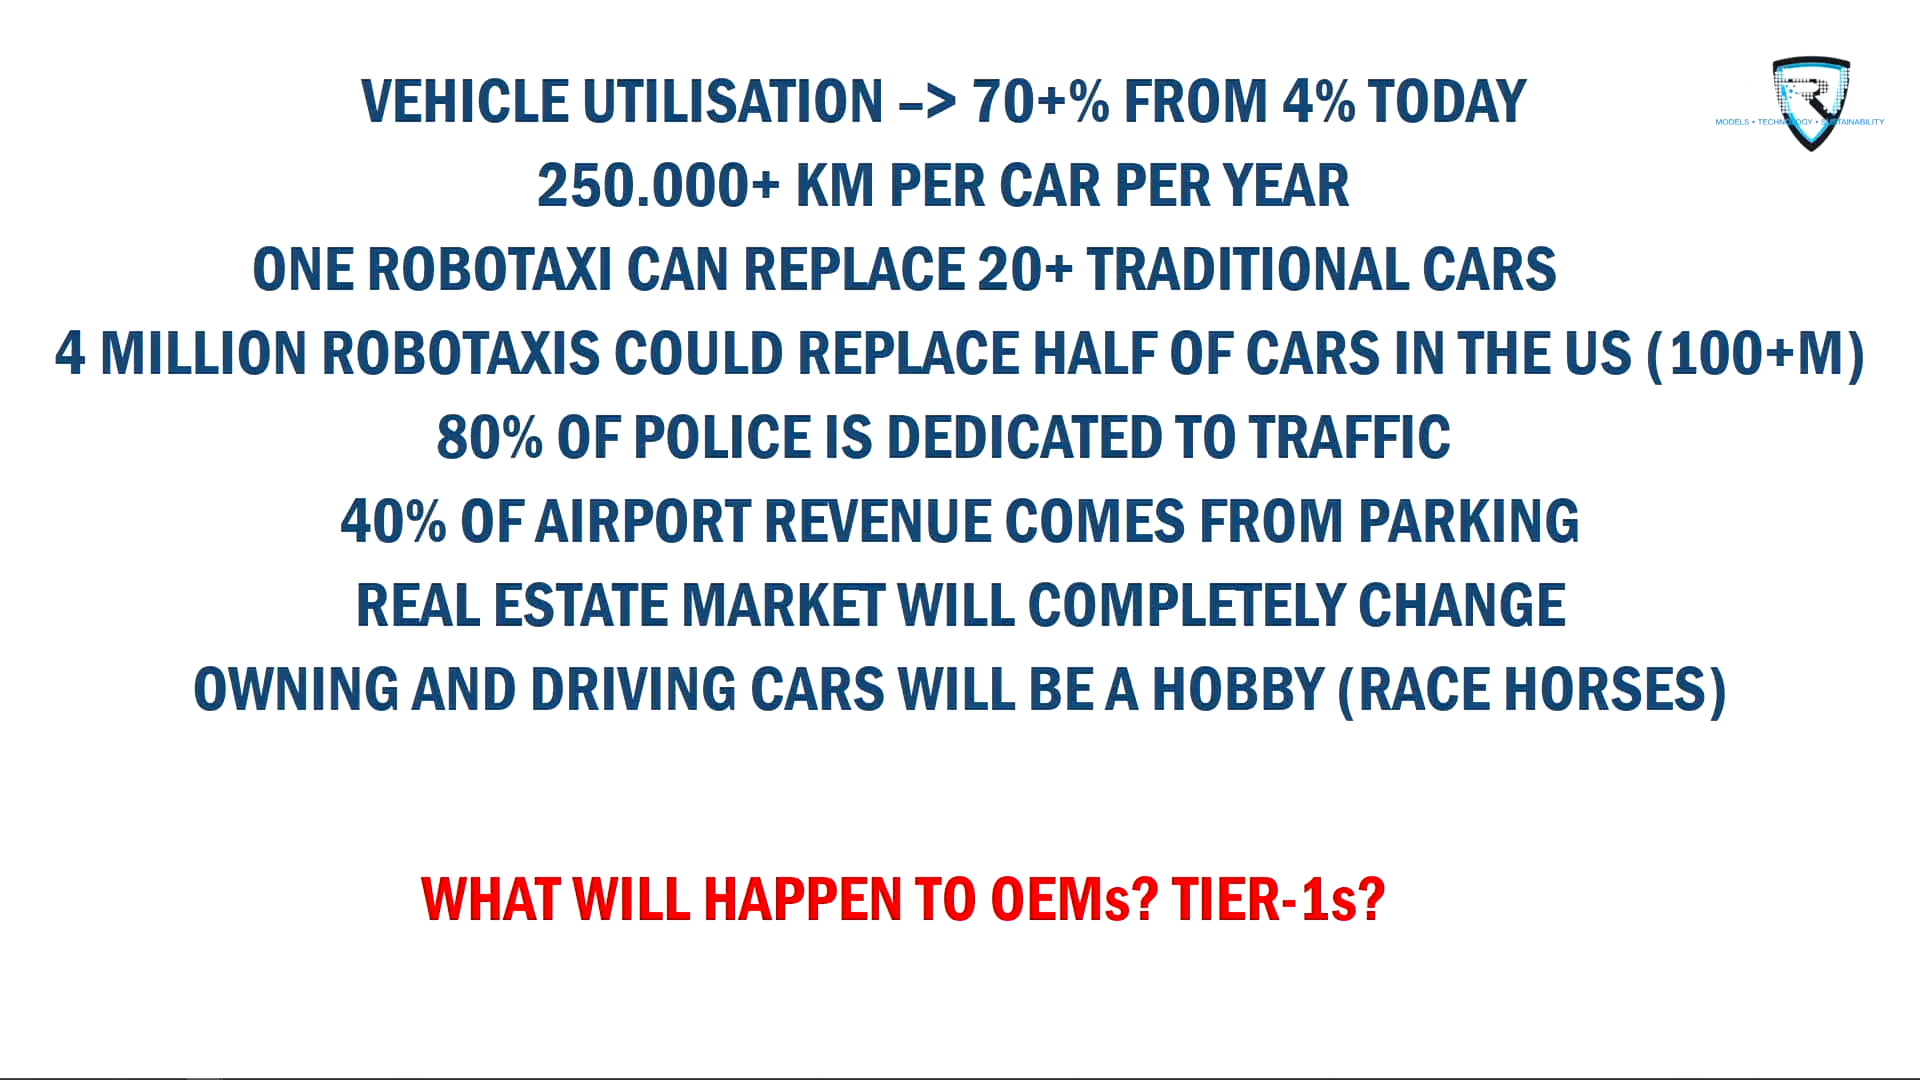 VEHICLE UTILISATION –> 70+% FROM 4% TODAY
250.000+ KM PER CAR PER YEAR
ONE ROBOTAXI CAN REPLACE 20+ TRADITIONAL CARS
4 MILLION ROBOTAXIS COULD REPLACE HALF OF CARS IN THE US (100+M)
80% OF POLICE IS DEDICATED TO TRAFFIC
40% OF AIRPORT REVENUE COMES FROM PARKING
REAL ESTATE MARKET WILL COMPLETELY CHANGE
OWNING AND DRIVING CARS WILL BE A HOBBY (RACE HORSES)
WHAT WILL HAPPEN TO OEMs? TIER-1s?
R
MODELS • TECHNOLOGY • SUSTAINABILITY